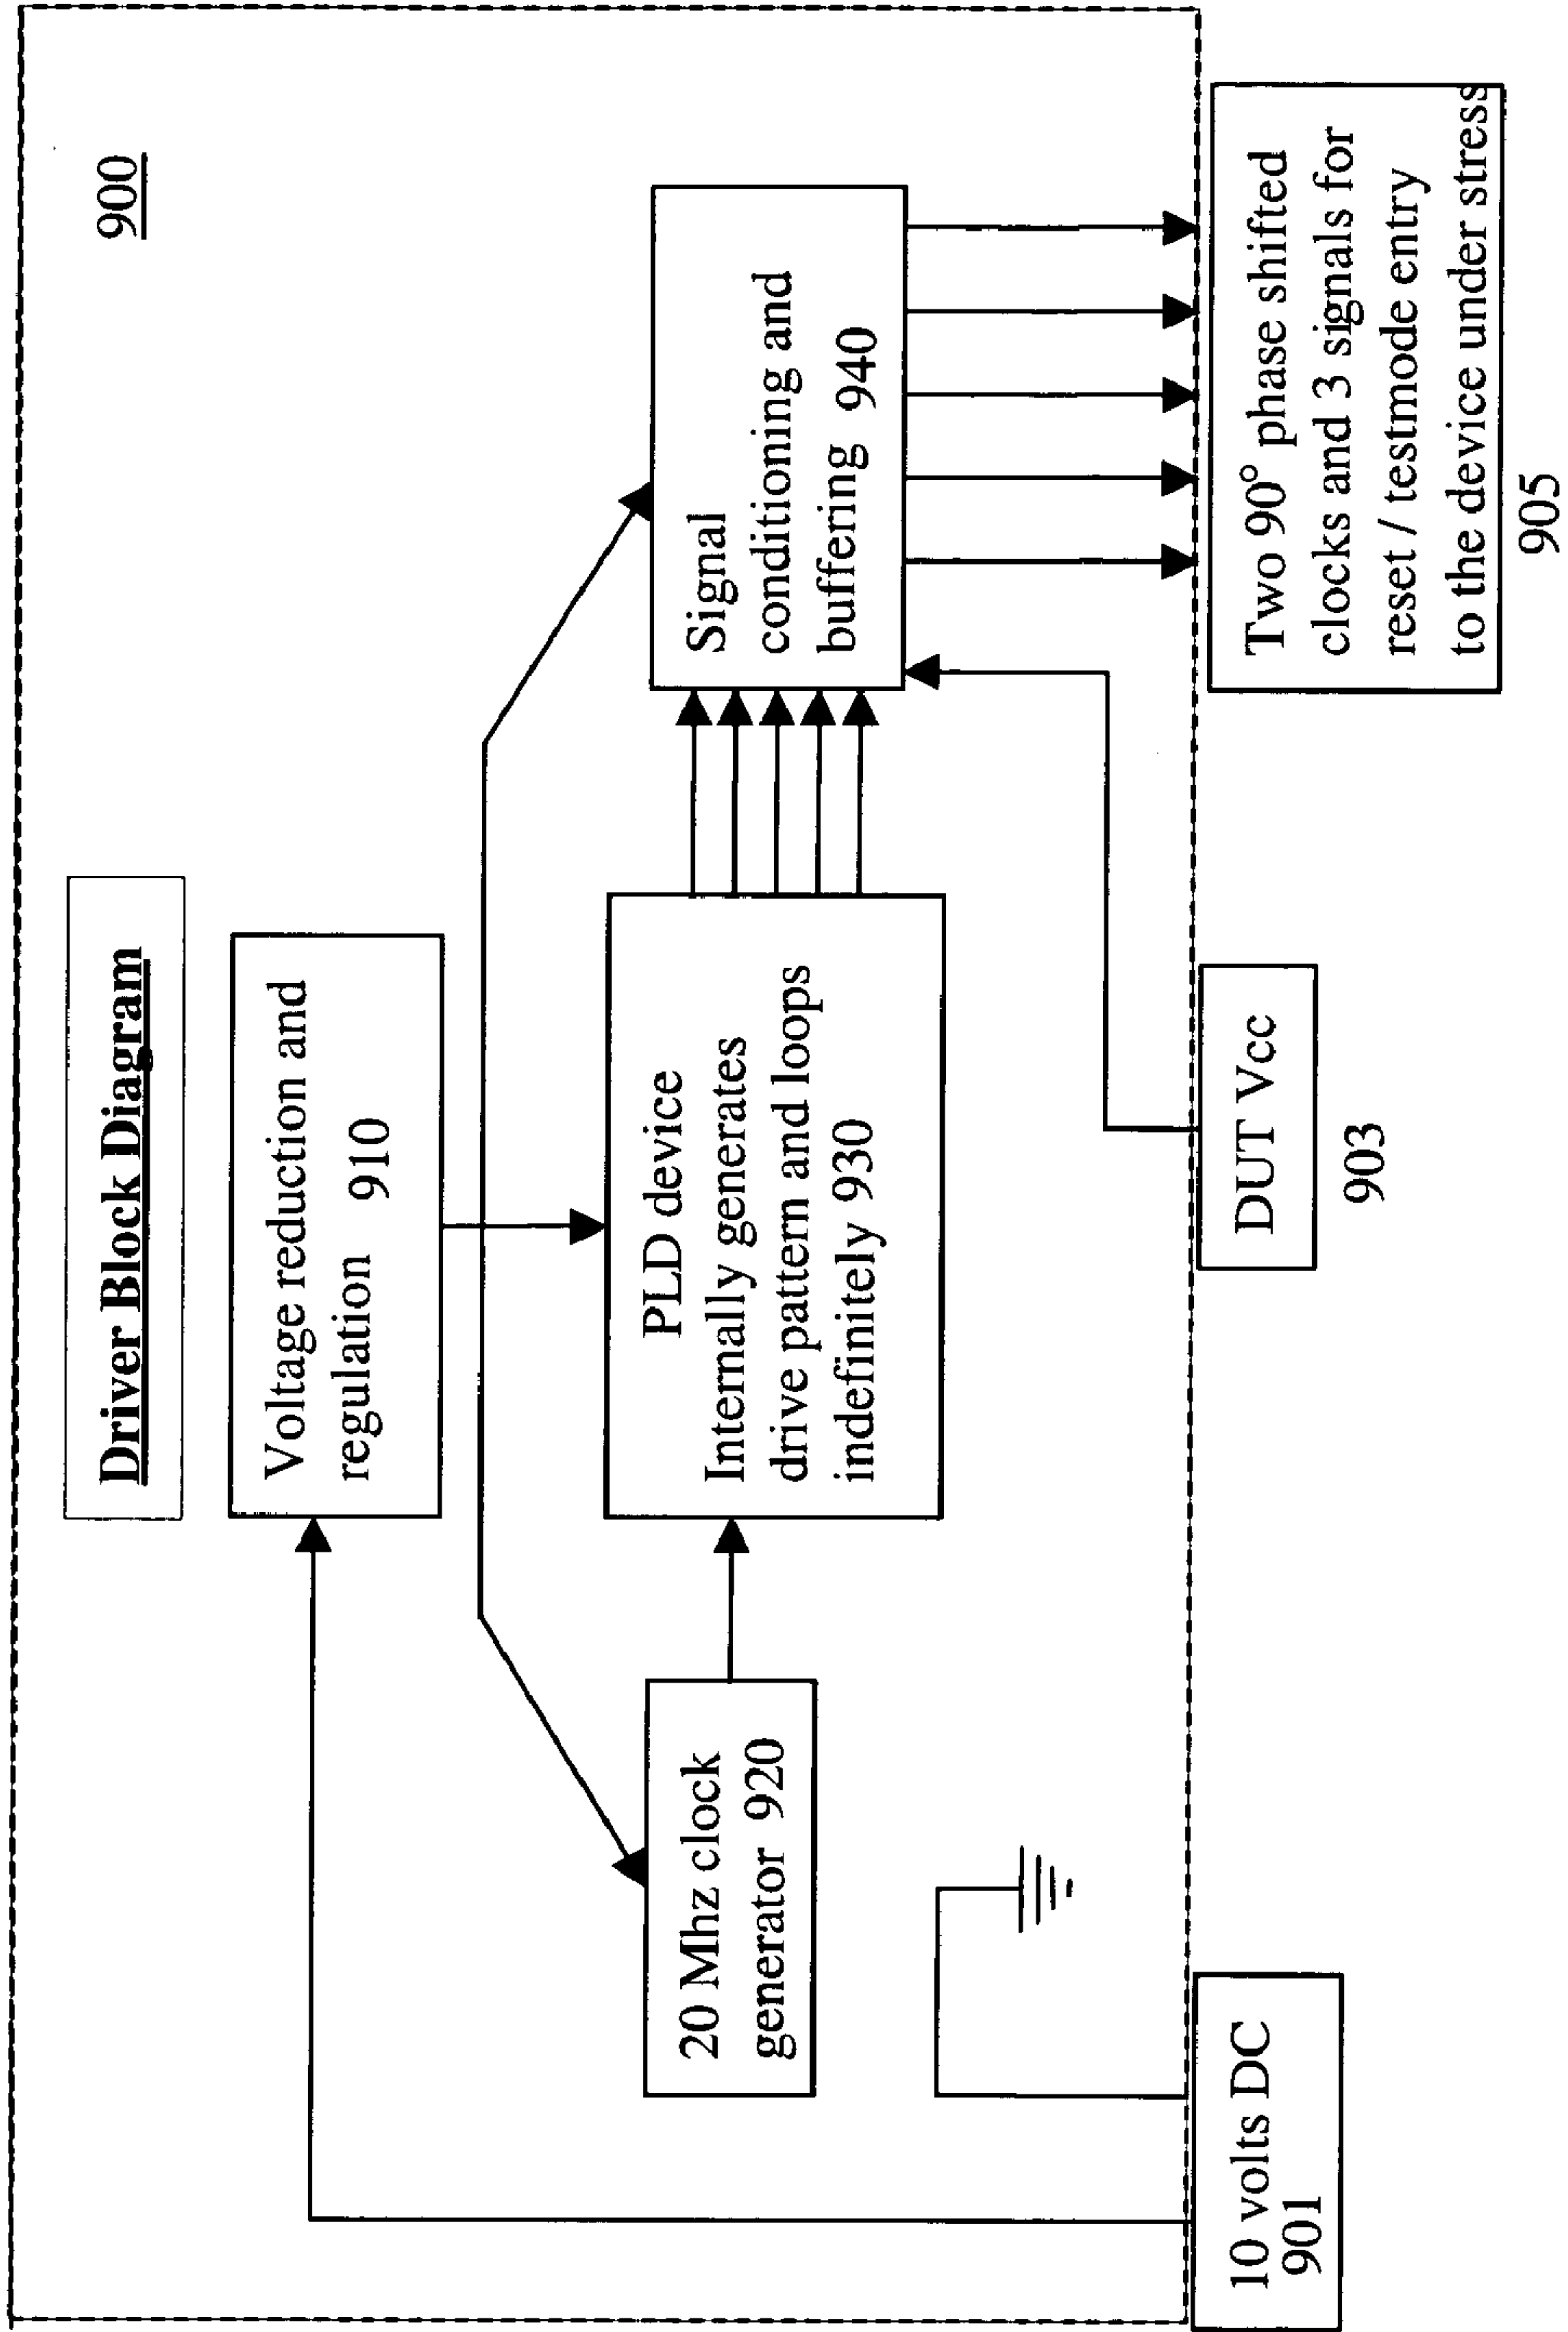 900
Driver Block Diagram
Voltage reduction and
regulation 910
20 Mhz clock
generator 920
PLD device
Internally generates
drive pattern and loops
indefinitely 930
Signal
conditioning and
buffering 940
10 volts DC
901
DUT Vcc
903
Two 90° phase shifted
clocks and 3 signals for
reset / testmode entry
to the device under stress
905